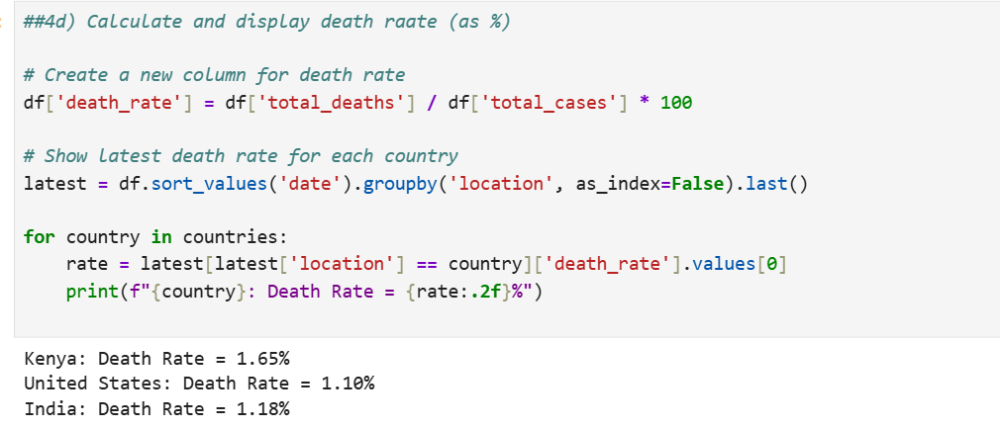 ##4d) Calculate and display death raate (as %)
# Create a new column for death rate
df['death_rate'] = df['total_deaths'] / df['total_cases'] * 100
# Show latest death rate for each country
latest = df.sort_values('date').groupby('location', as_index=False).last()
for country in countries:
    rate = latest[latest['location'] == country]['death_rate'].values[0]
    print(f"{country}: Death Rate = {rate:.2f}%")
Kenya: Death Rate = 1.65%
United States: Death Rate = 1.10%
India: Death Rate = 1.18%